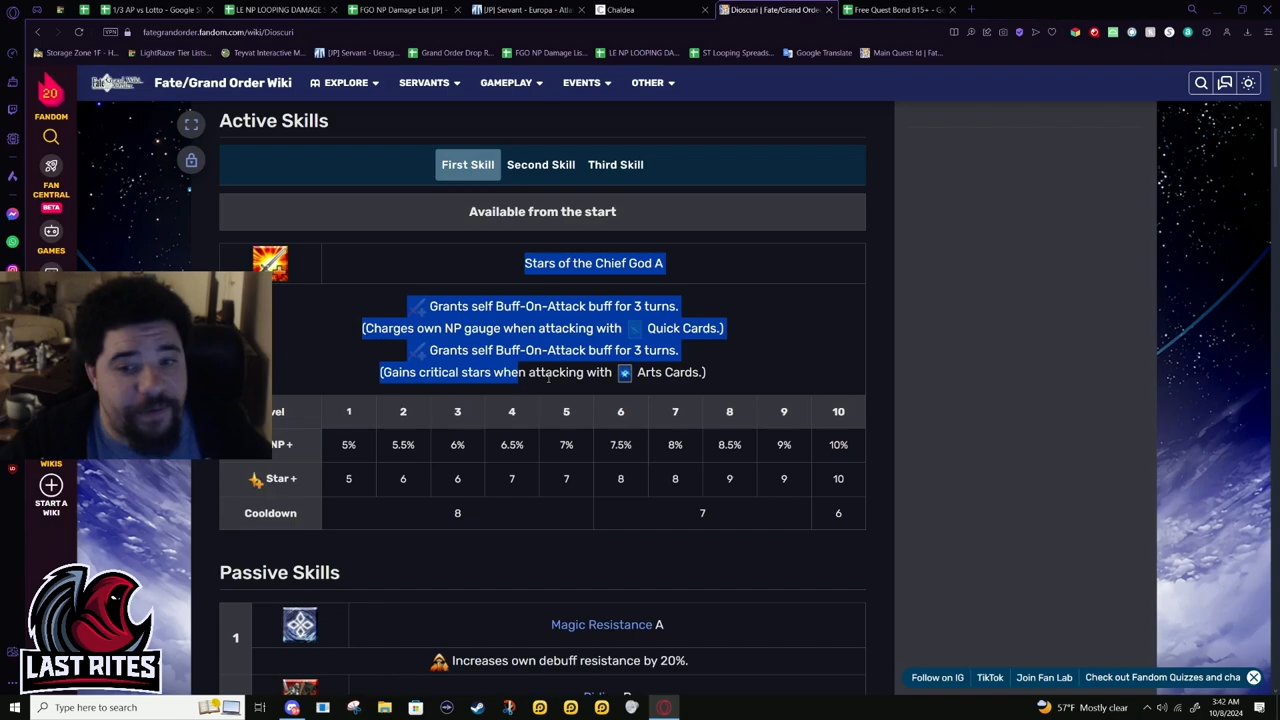 1/3 AP vs Lotto - Google S
LE NP LOOPING DAMAGE
FGO NP Damage List [JP] -
[JP] Servant - Europa - Atla
Chaldea
Dioscuri | Fate/Grand Orde
Free Quest Bond 815+ - G
VPN
fategrandorder.fandom.com/wiki/Dioscuri
Storage Zone 1F - H...
LightRazer Tier Lists...
Teyvat Interactive M...
[JP] Servant - Uesug...
Grand Order Drop R...
FGO NP Damage Lis...
LE NP LOOPING DA...
ST Looping Spreads...
Google Translate
Main Quest: Id | Fat...
20
FANDOM
Fate/Grand Order Wiki
EXPLORE
SERVANTS
GAMEPLAY
EVENTS
OTHER
FAN
CENTRAL
BETA
GAMES
WIKIS
START A
WIKI
Active Skills
First Skill
Second Skill
Third Skill
Available from the start
Stars of the Chief God A
Grants self Buff-On-Attack buff for 3 turns.
(Charges own NP gauge when attacking with Quick Cards.)
Grants self Buff-On-Attack buff for 3 turns.
(Gains critical stars when attacking with Arts Cards.)
vel 1 2 3 4 5 6 7 8 9 10
NP + 5% 5.5% 6% 6.5% 7% 7.5% 8% 8.5% 9% 10%
Star + 5 6 6 7 7 8 8 9 9 10
Cooldown 8 7 6
Passive Skills
1
Magic Resistance A
Increases own debuff resistance by 20%.
LAST RITES
Follow on IG
TikTok
Join Fan Lab
Check out Fandom Quizzes and cha
Type here to search
57°F Mostly clear
3:42 AM
10/8/2024